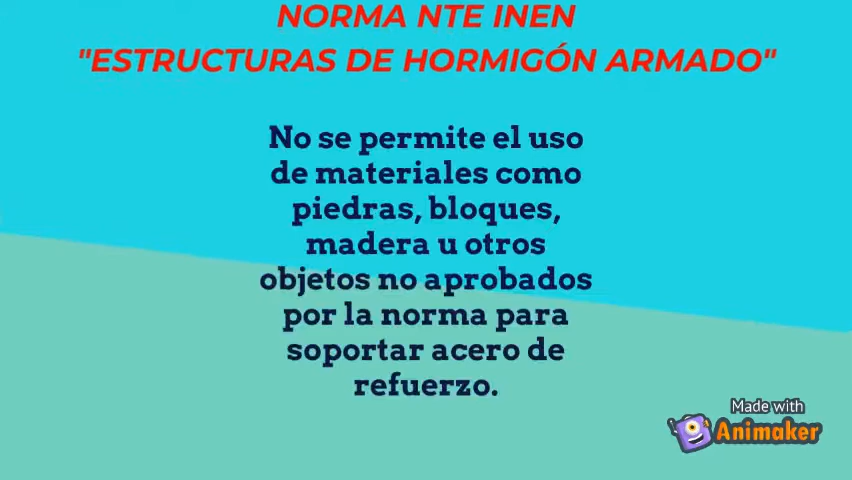 NORMA NTE INEN
"ESTRUCTURAS DE HORMIGÓN ARMADO"
No se permite el uso
de materiales como
piedras, bloques,
madera u otros
objetos no aprobados
por la norma para
soportar acero de
refuerzo.
Made with
Animaker